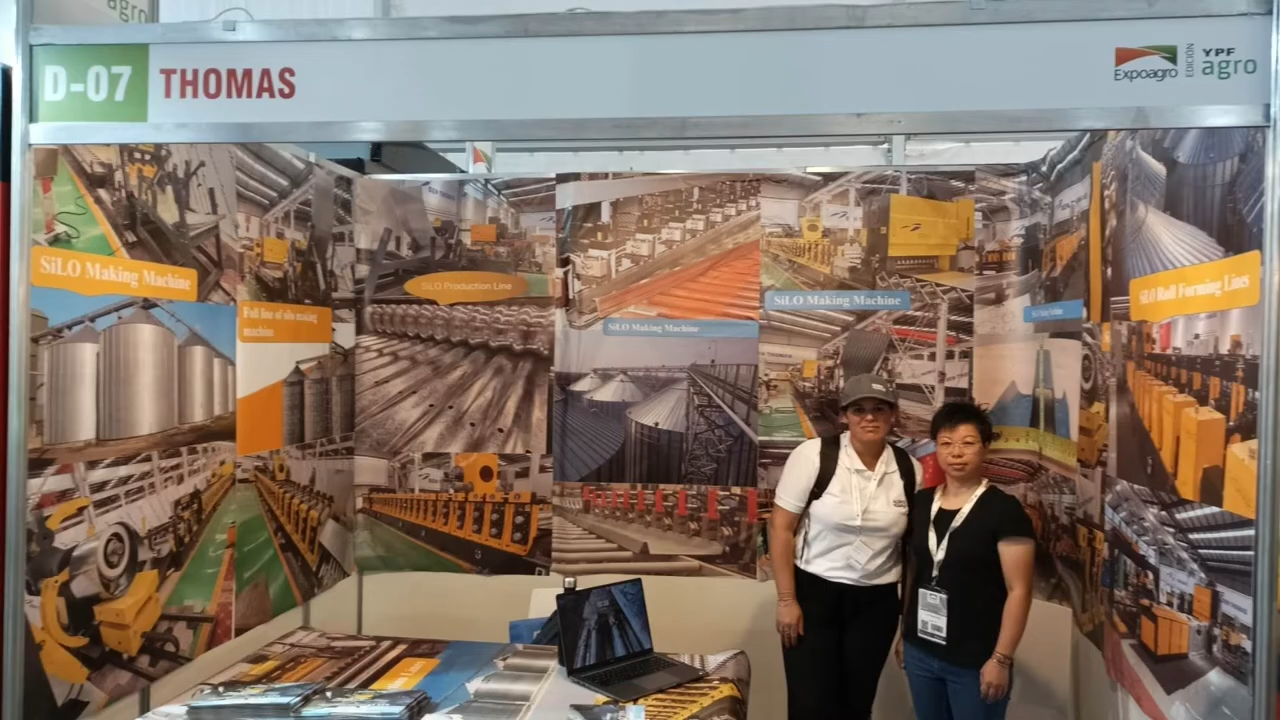 agro
D-07 THOMAS
Expoagro
EDICIÓN
YPF
agro
SiLO Making Machine
Full line of silo making
machine
SiLO Production Line
SiLO Making Machine
SiLO Making Machine
SiLO Roll Forming Lines